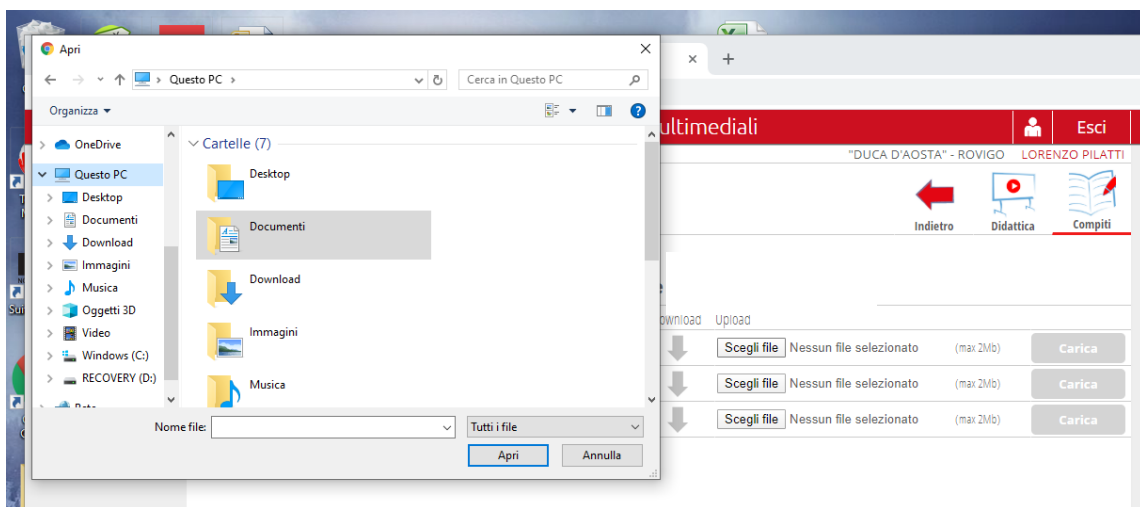 Apri
Questo PC
Cerca in Questo PC
Organizza
OneDrive
Questo PC
Desktop
Documenti
Download
Immagini
Musica
Oggetti 3D
Video
Windows (C:)
RECOVERY (D:)
Cartelle (7)
Desktop
Documenti
Download
Immagini
Musica
Nome file:
Tutti i file
Apri
Annulla
Esci
"DUCA D'AOSTA" - ROVIGO LORENZO PILATTI
Indietro
Didattica
Compiti
Upload
Scegli file Nessun file selezionato (max 2Mb) Carica
Scegli file Nessun file selezionato (max 2Mb) Carica
Scegli file Nessun file selezionato (max 2Mb) Carica